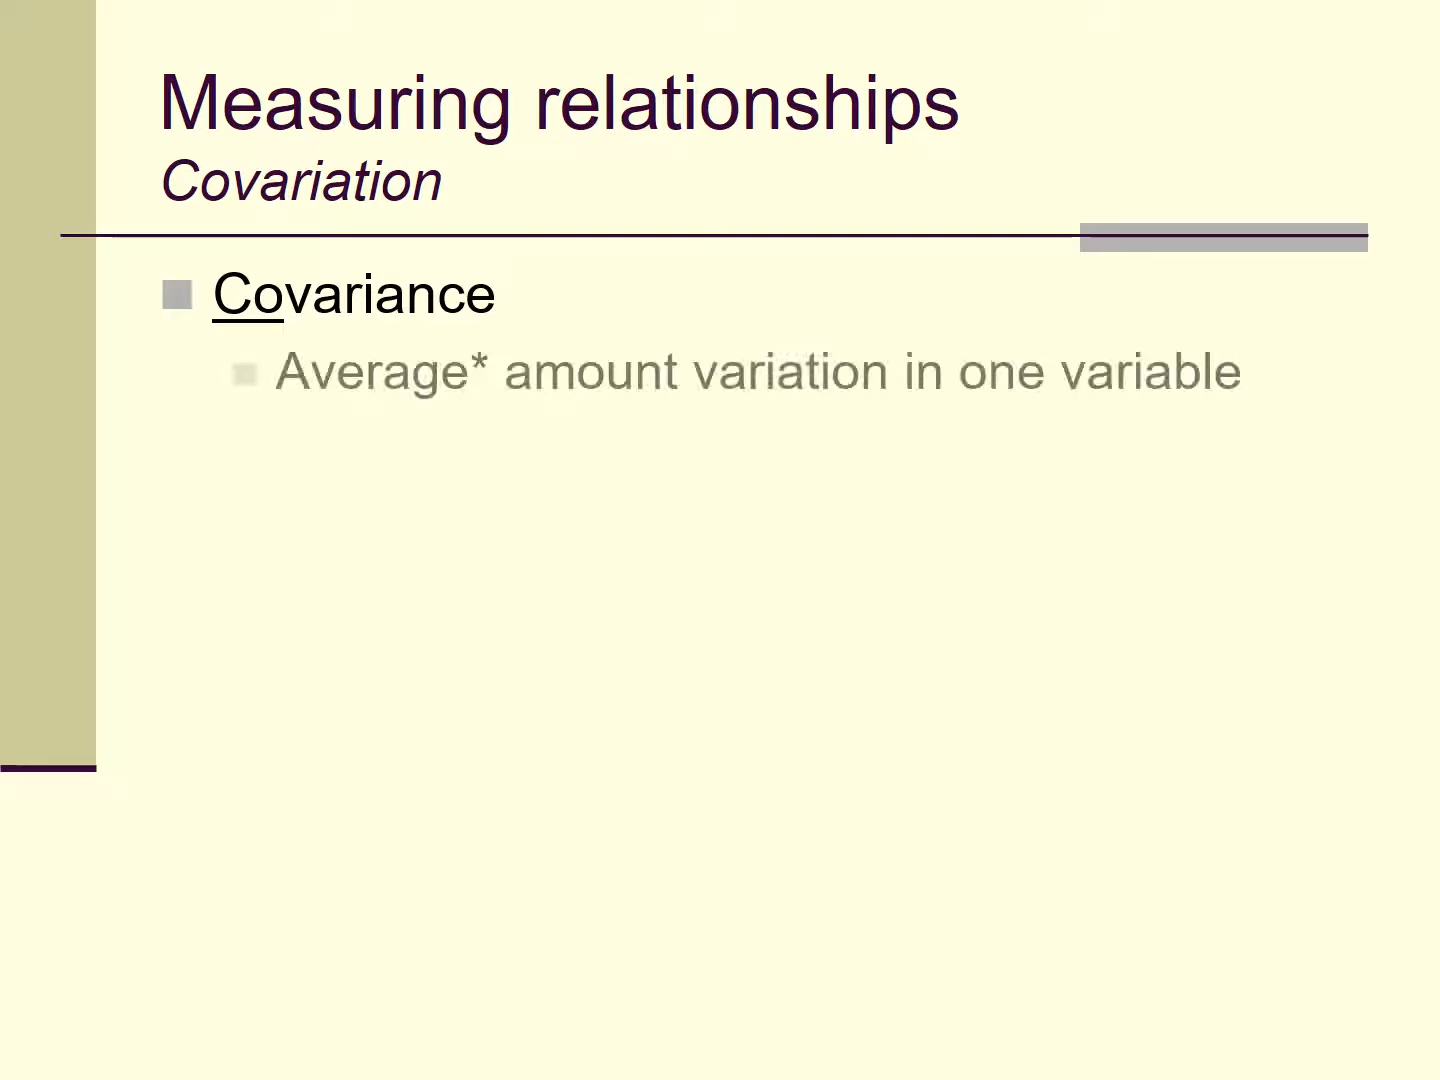 Measuring relationships
Covariation
Covariance
Average* amount variation in one variable